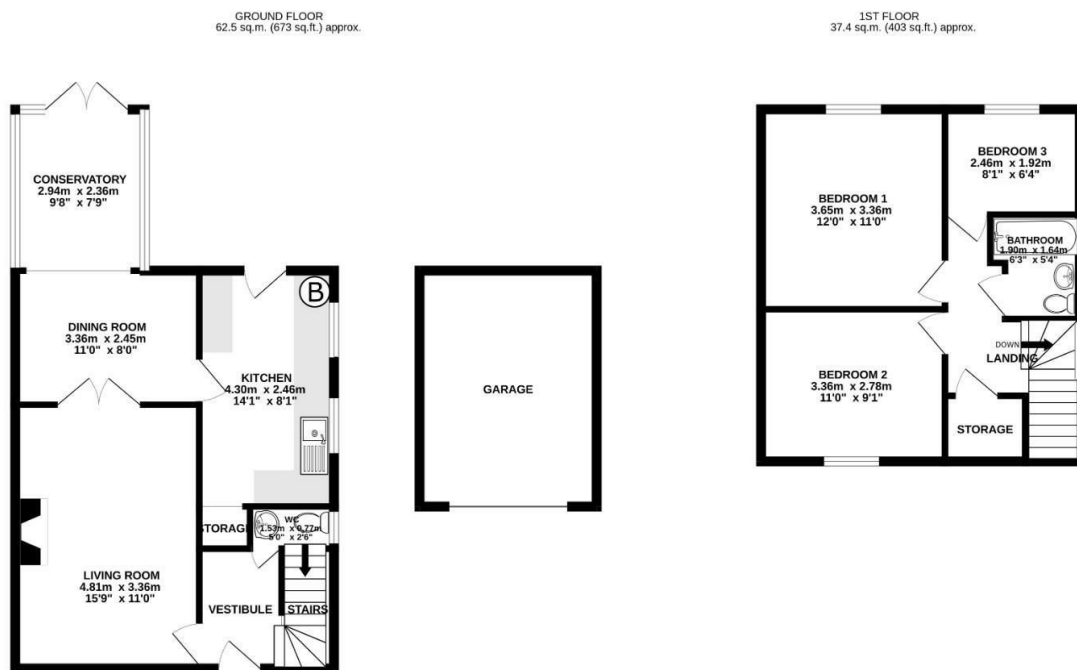 GROUND FLOOR
62.5 sq.m. (673 sq.ft.) approx.
1ST FLOOR
37.4 sq.m. (403 sq.ft.) approx.
CONSERVATORY
2.94m x 2.36m
9'8" x 7'9"
DINING ROOM
3.36m x 2.45m
11'0" x 8'0"
B
KITCHEN
4.30m x 2.46m
14'1" x 8'1"
STORAGE
WC
1.53m x 0.77m
5'0" x 2'6"
LIVING ROOM
4.81m x 3.36m
15'9" x 11'0"
VESTIBULE
STAIRS
GARAGE
BEDROOM 1
3.65m x 3.36m
12'0" x 11'0"
BEDROOM 3
2.46m x 1.92m
8'1" x 6'4"
BATHROOM
1.90m x 1.64m
6'3" x 5'4"
BEDROOM 2
3.36m x 2.78m
11'0" x 9'1"
DOWN
LANDING
STORAGE